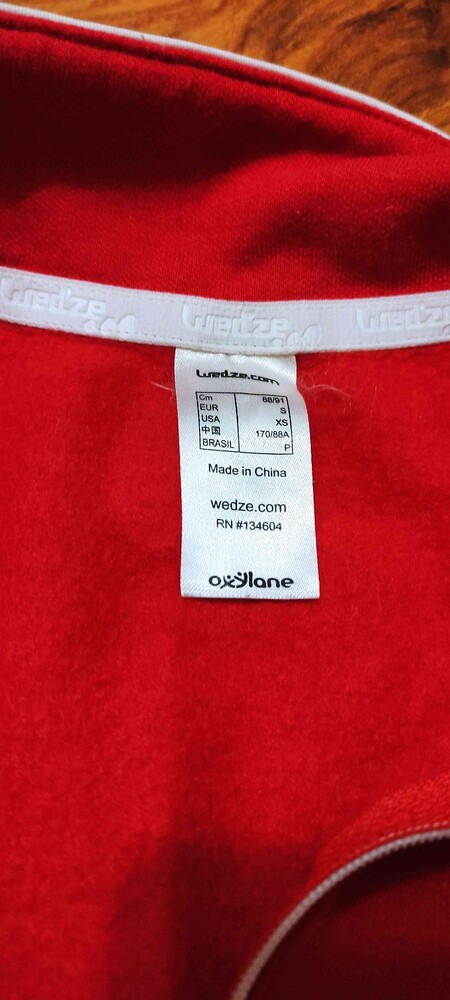 wedze wedze.com wedze
wedze.com
Cm 88/91
EUR S
USA XS
中国 170/88A
BRASIL P
Made in China
wedze.com
RN #134604
oxylane